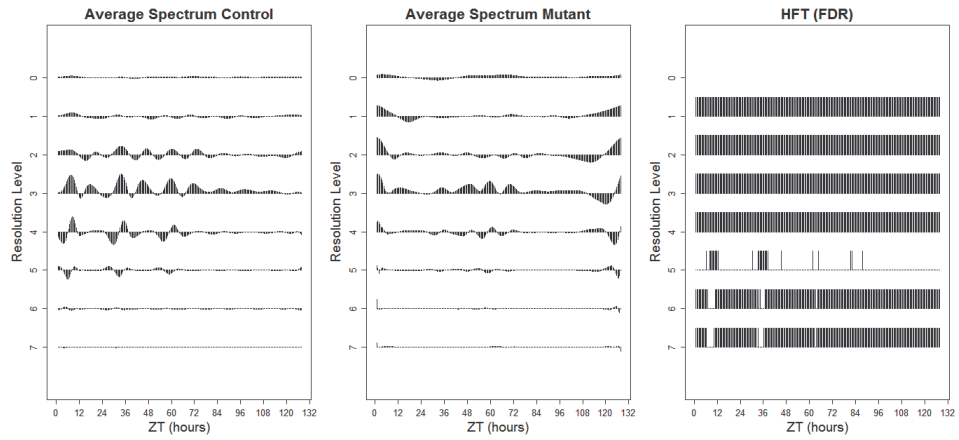 Average Spectrum Control
Resolution Level
0
1
2
3
4
5
6
7
0 12 24 36 48 60 72 84 96 108 120 132
ZT (hours)
Average Spectrum Mutant
Resolution Level
0
1
2
3
4
5
6
7
0 12 24 36 48 60 72 84 96 108 120 132
ZT (hours)
HFT (FDR)
Resolution Level
0
1
2
3
4
5
6
7
0 12 24 36 48 60 72 84 96 108 120 132
ZT (hours)